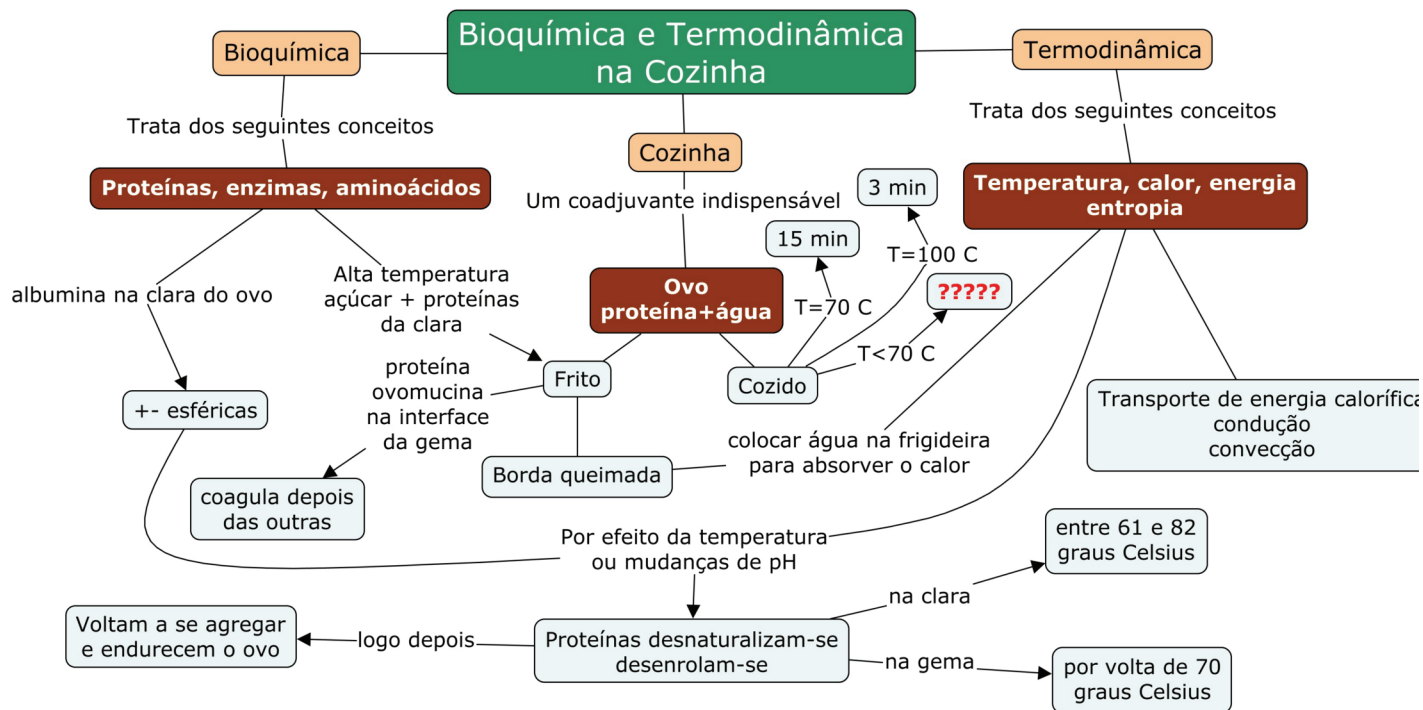 Bioquímica e Termodinâmica
na Cozinha
Bioquímica
Termodinâmica
Trata dos seguintes conceitos
Trata dos seguintes conceitos
Cozinha
Proteínas, enzimas, aminoácidos
3 min
Temperatura, calor, energia
entropia
Um coadjuvante indispensável
15 min
T=100 C
Alta temperatura
açúcar + proteínas
da clara
albumina na clara do ovo
Ovo
proteína+água
T=70 C
?????
T<70 C
proteína
ovomucina
na interface
da gema
Frito
Cozido
+- esféricas
Transporte de energia calorífica
condução
convecção
colocar água na frigideira
para absorver o calor
Borda queimada
coagula depois
das outras
Por efeito da temperatura
ou mudanças de pH
entre 61 e 82
graus Celsius
na clara
Voltam a se agregar
e endurecem o ovo
logo depois
Proteínas desnaturalizam-se
desenrolam-se
na gema
por volta de 70
graus Celsius